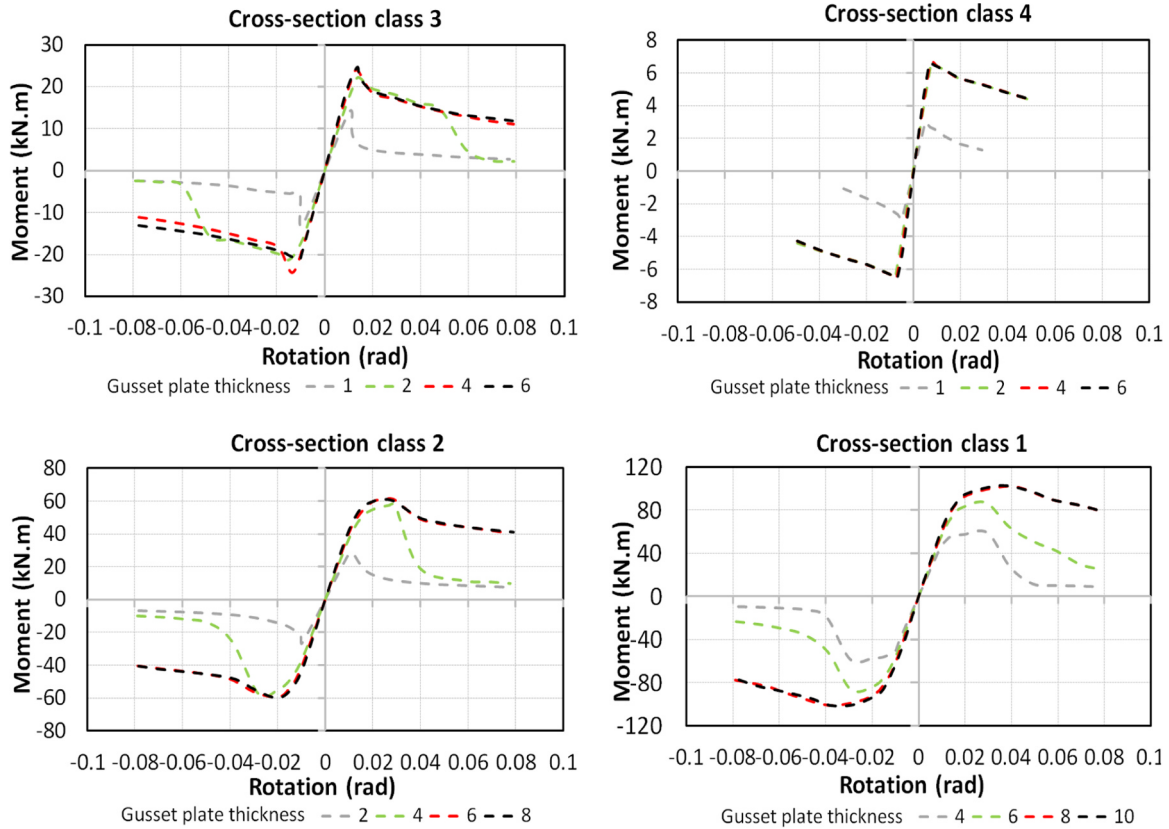 Cross-section class 3
Moment (kN.m)
30
20
10
0
-10
-20
-30
-0.1 -0.08 -0.06 -0.04 -0.02 0 0.02 0.04 0.06 0.08 0.1
Rotation (rad)
Gusset plate thickness 1 2 4 6
Cross-section class 4
Moment (kN.m)
8
6
4
2
0
-2
-4
-6
-8
-0.1 -0.08 -0.06 -0.04 -0.02 0 0.02 0.04 0.06 0.08 0.1
Rotation (rad)
Gusset plate thickness 1 2 4 6
Cross-section class 2
Moment (kN.m)
80
60
40
20
0
-20
-40
-60
-80
-0.1 -0.08 -0.06 -0.04 -0.02 0 0.02 0.04 0.06 0.08 0.1
Rotation (rad)
Gusset plate thickness 2 4 6 8
Cross-section class 1
Moment (kN.m)
120
80
40
0
-40
-80
-120
-0.1 -0.08 -0.06 -0.04 -0.02 0 0.02 0.04 0.06 0.08 0.1
Rotation (rad)
Gusset plate thickness 4 6 8 10